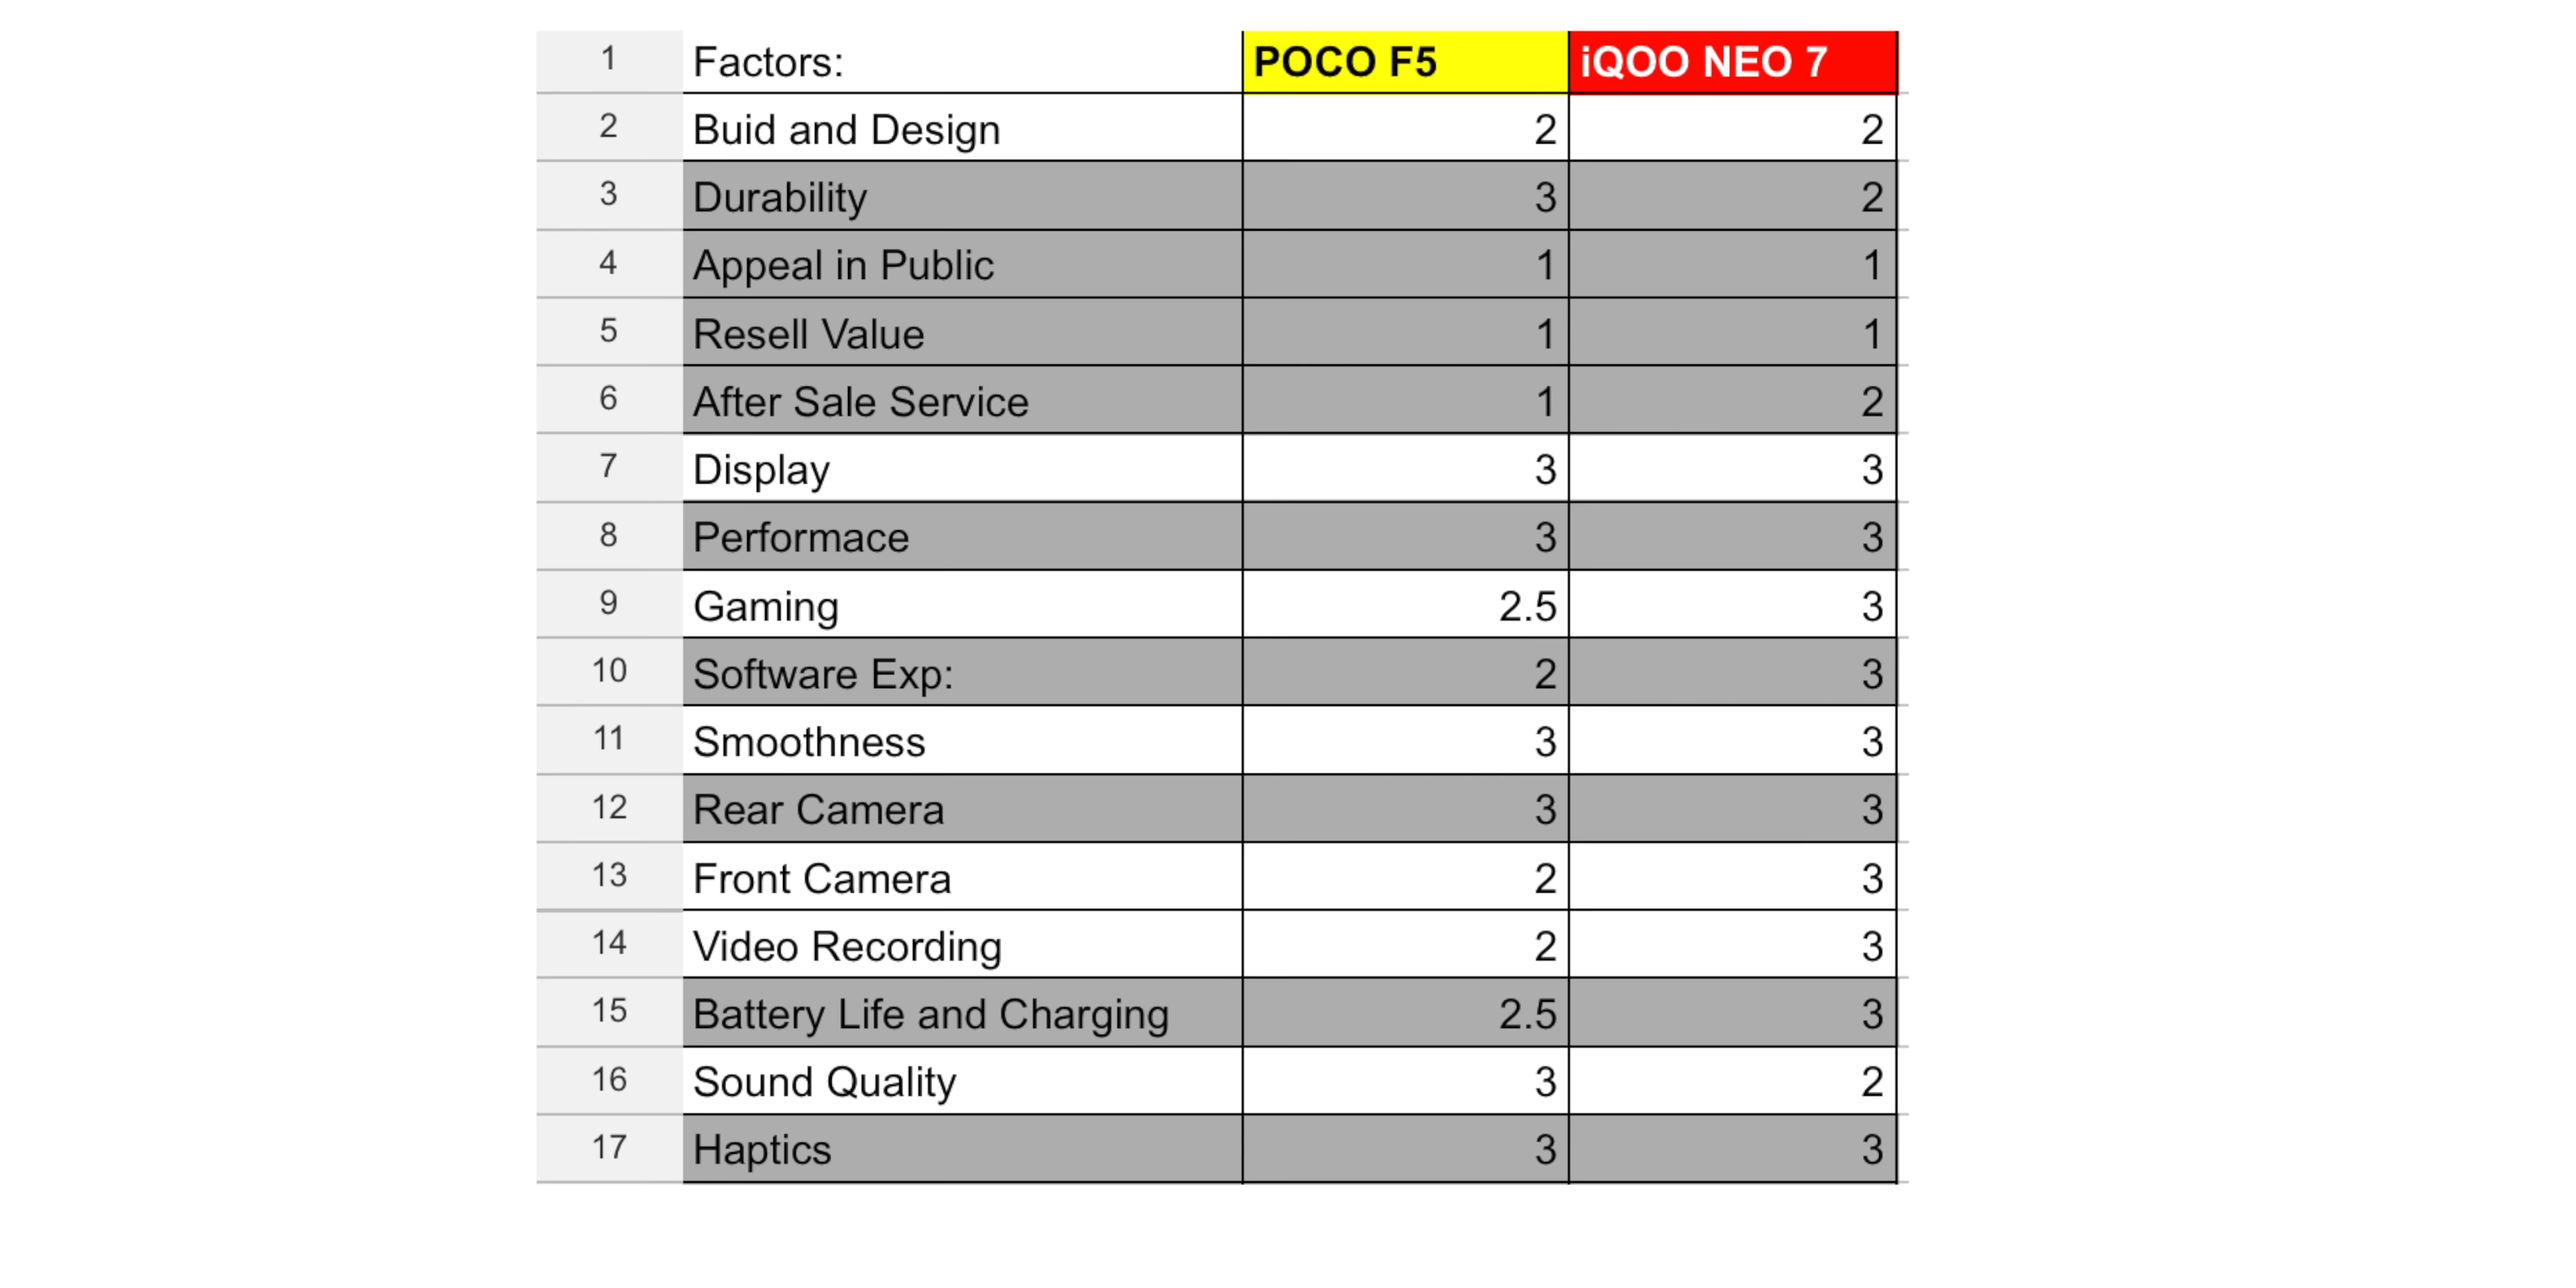 1 Factors: POCO F5 iQOO NEO 7
2 Buid and Design 2 2
3 Durability 3 2
4 Appeal in Public 1 1
5 Resell Value 1 1
6 After Sale Service 1 2
7 Display 3 3
8 Performace 3 3
9 Gaming 2.5 3
10 Software Exp: 2 3
11 Smoothness 3 3
12 Rear Camera 3 3
13 Front Camera 2 3
14 Video Recording 2 3
15 Battery Life and Charging 2.5 3
16 Sound Quality 3 2
17 Haptics 3 3